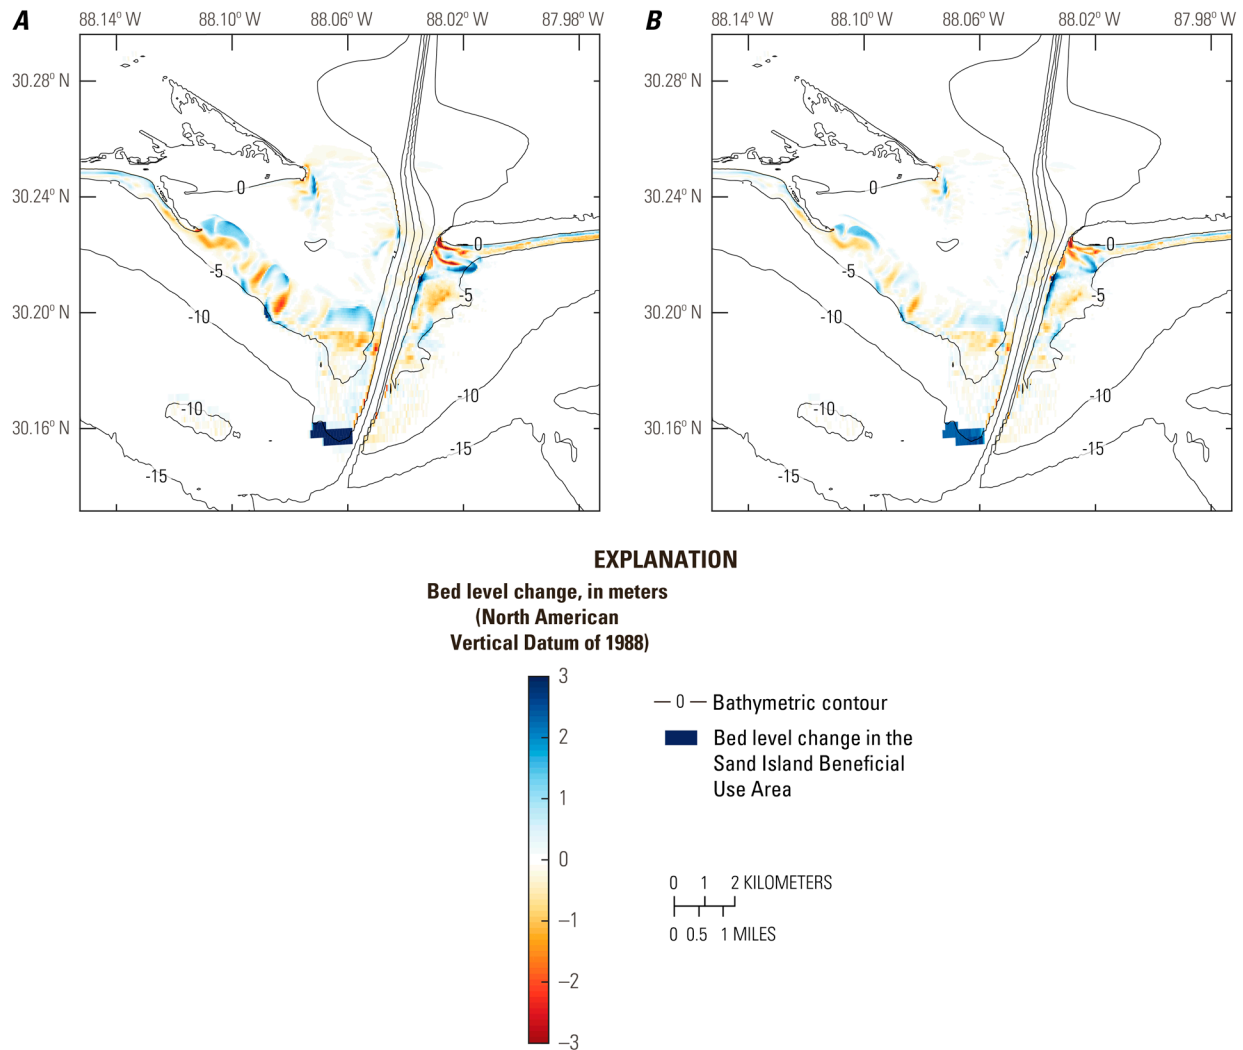 A
88.14° W 88.10° W 88.06° W 88.02° W 87.98° W
B
88.14° W 88.10° W 88.06° W 88.02° W 87.98° W
30.28° N
30.24° N
30.20° N
30.16° N
0
0
-5
-5
-10
-10
-10
-15
-15
30.28° N
30.24° N
30.20° N
30.16° N
0
0
-5
-5
-10
-10
-10
-15
-15
EXPLANATION
Bed level change, in meters
(North American
Vertical Datum of 1988)
3
2
1
0
–1
–2
–3
— 0 — Bathymetric contour
Bed level change in the
Sand Island Beneficial
Use Area
0 1 2 KILOMETERS
0 0.5 1 MILES